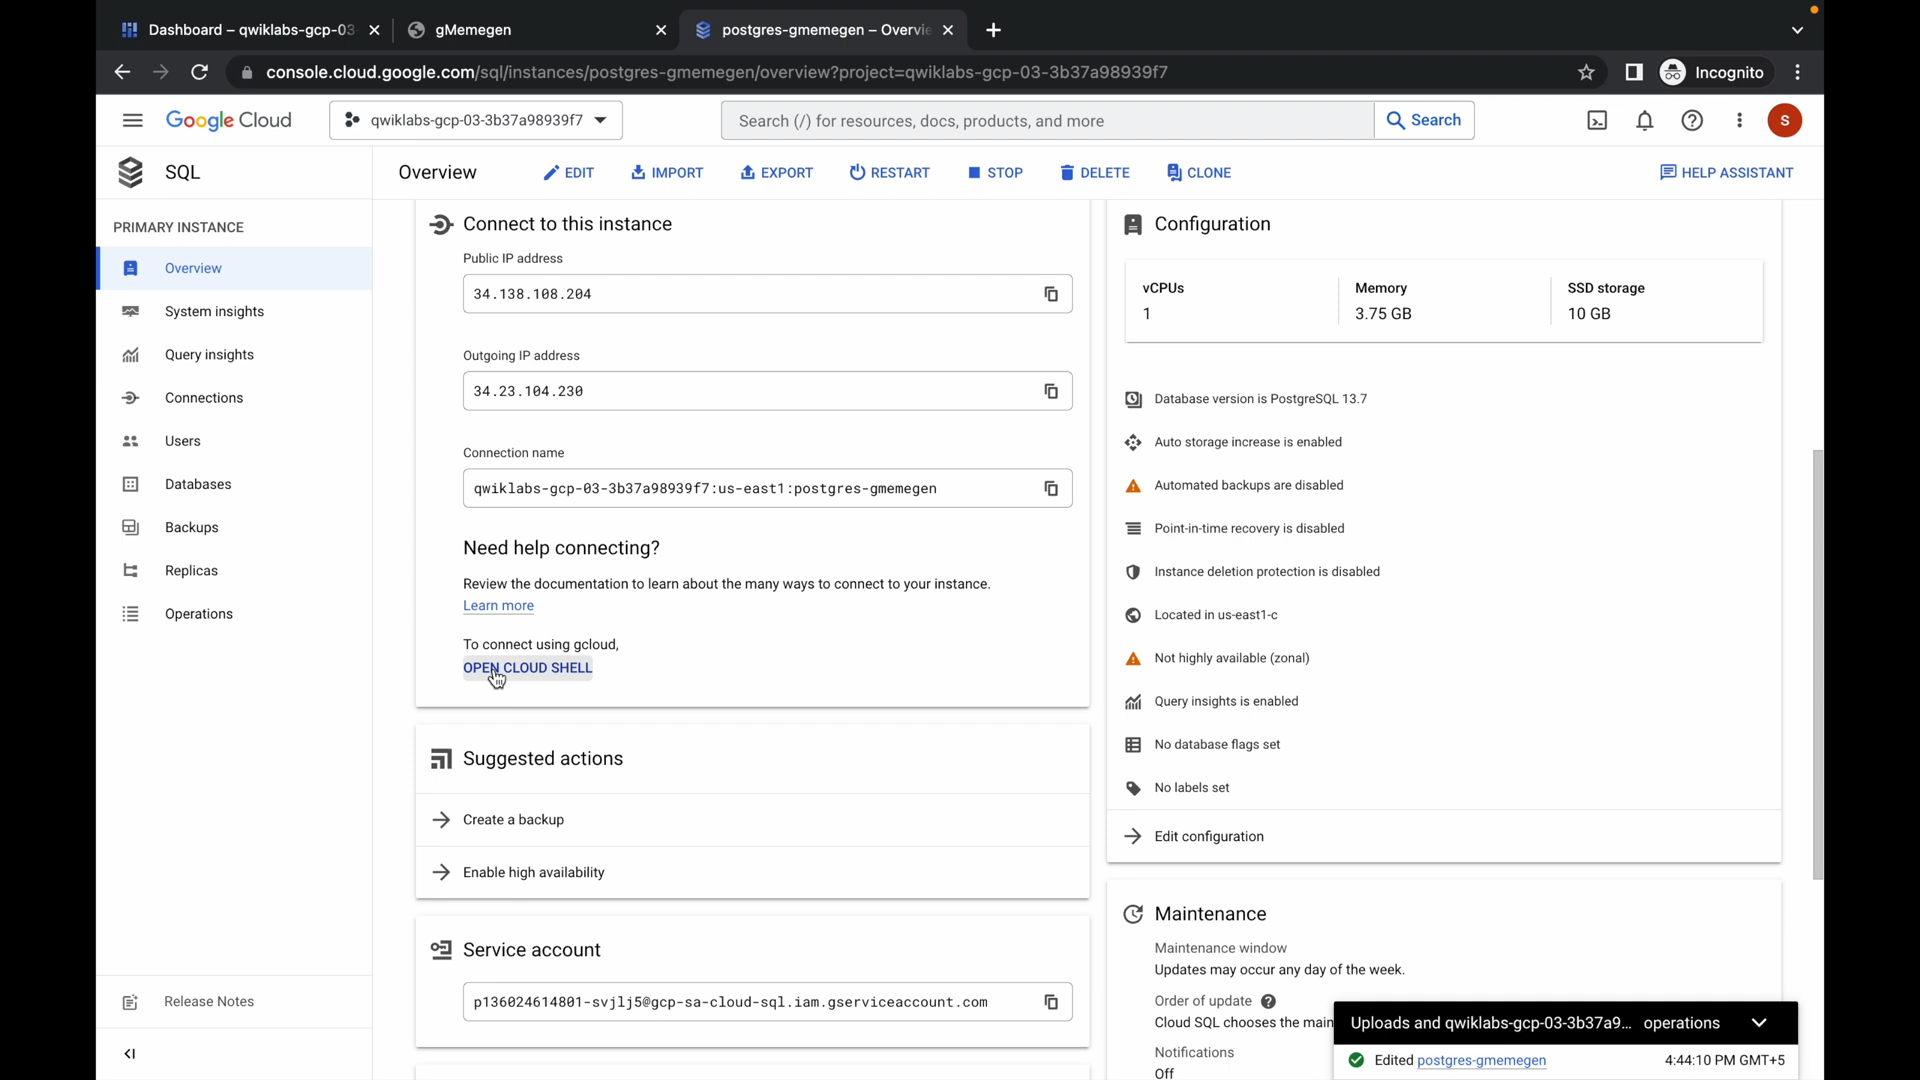 Dashboard – qwiklabs-gcp-03
gMemegen
postgres-gmemegen – Overvie
console.cloud.google.com/sql/instances/postgres-gmemegen/overview?project=qwiklabs-gcp-03-3b37a98939f7
Incognito
Google Cloud
qwiklabs-gcp-03-3b37a98939f7
Search (/) for resources, docs, products, and more
Search
S
SQL
Overview
EDIT
IMPORT
EXPORT
RESTART
STOP
DELETE
CLONE
HELP ASSISTANT
PRIMARY INSTANCE
Overview
System insights
Query insights
Connections
Users
Databases
Backups
Replicas
Operations
Release Notes
Connect to this instance
Public IP address
34.138.108.204
Outgoing IP address
34.23.104.230
Connection name
qwiklabs-gcp-03-3b37a98939f7:us-east1:postgres-gmemegen
Need help connecting?
Review the documentation to learn about the many ways to connect to your instance.
Learn more
To connect using gcloud,
OPEN CLOUD SHELL
Suggested actions
Create a backup
Enable high availability
Service account
p136024614801-svjlj5@gcp-sa-cloud-sql.iam.gserviceaccount.com
Configuration
vCPUs
1
Memory
3.75 GB
SSD storage
10 GB
Database version is PostgreSQL 13.7
Auto storage increase is enabled
Automated backups are disabled
Point-in-time recovery is disabled
Instance deletion protection is disabled
Located in us-east1-c
Not highly available (zonal)
Query insights is enabled
No database flags set
No labels set
Edit configuration
Maintenance
Maintenance window
Updates may occur any day of the week.
Order of update
Cloud SQL chooses the main
Notifications
Off
Uploads and qwiklabs-gcp-03-3b37a9... operations
Edited postgres-gmemegen 4:44:10 PM GMT+5